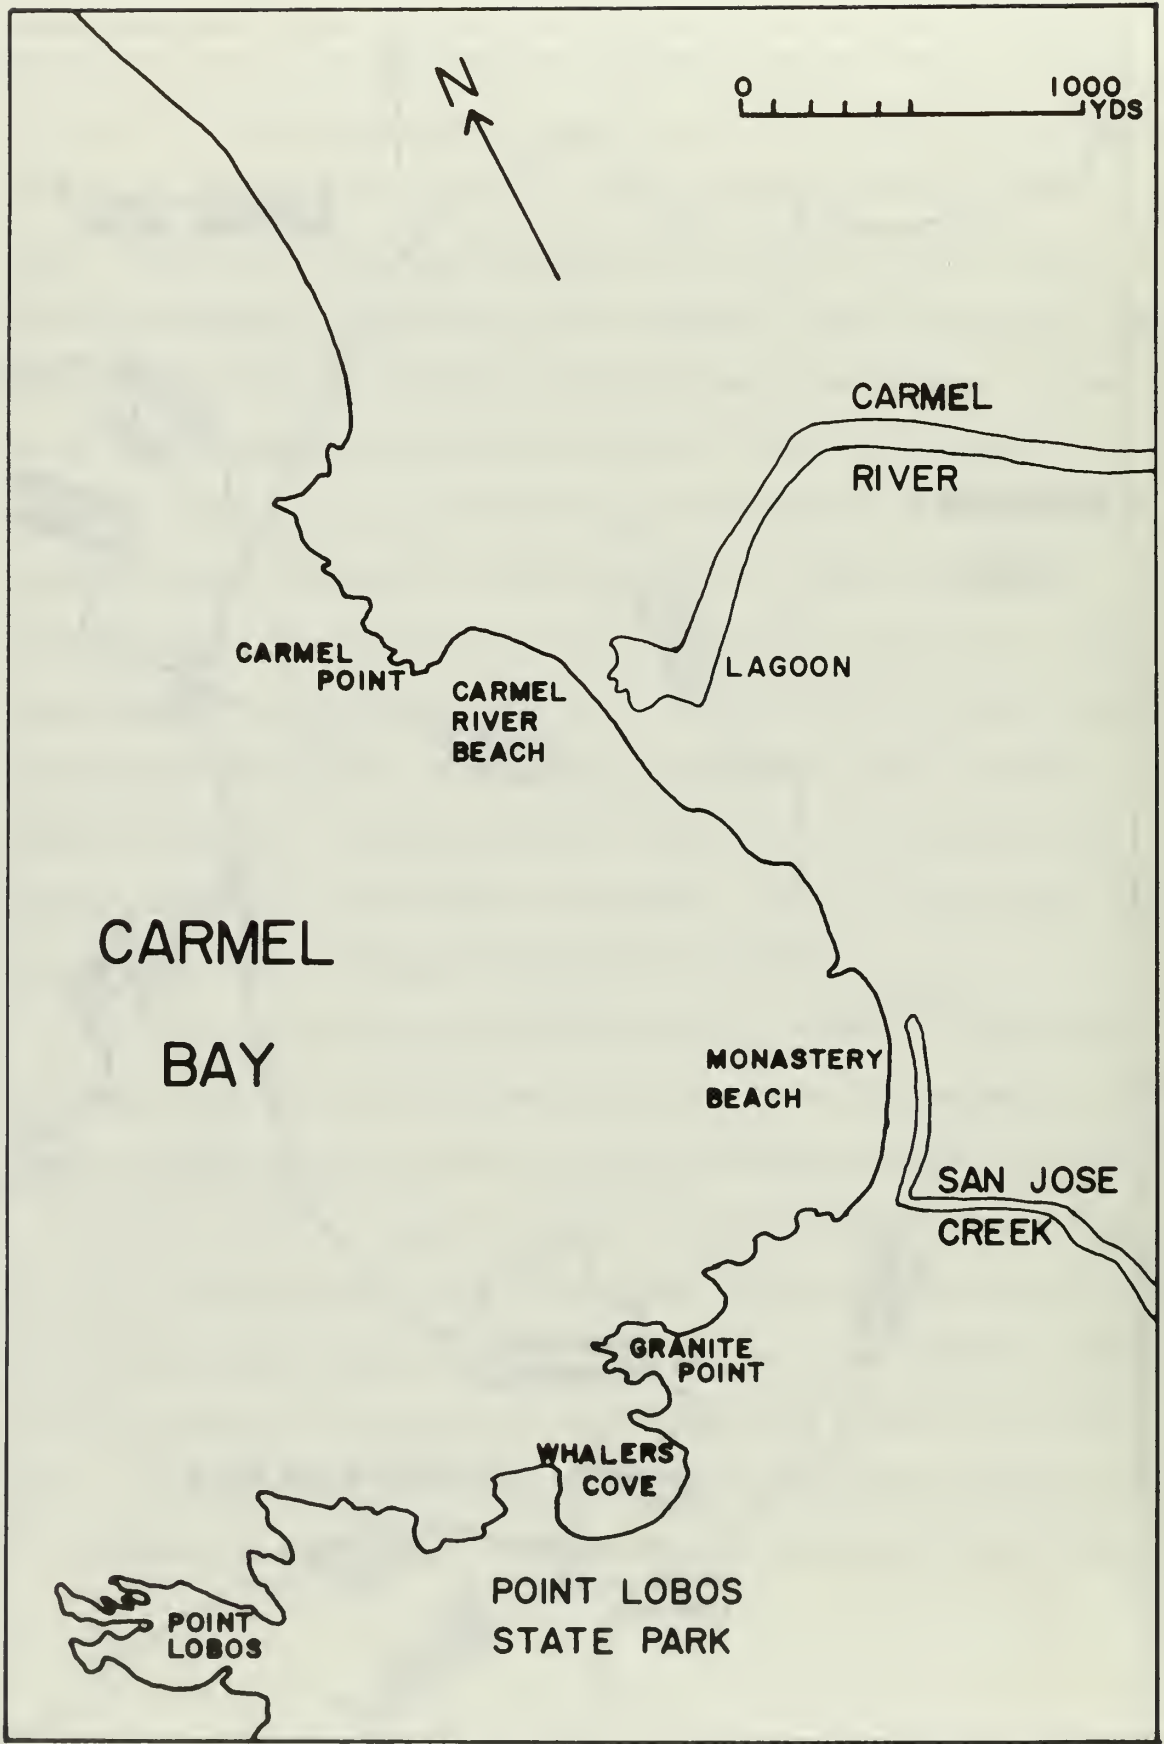 N
0 1000
YDS
CARMEL
RIVER
LAGOON
CARMEL
POINT
CARMEL
RIVER
BEACH
CARMEL
BAY
MONASTERY
BEACH
SAN JOSE
CREEK
GRANITE
POINT
WHALERS
COVE
POINT LOBOS
STATE PARK
POINT
LOBOS